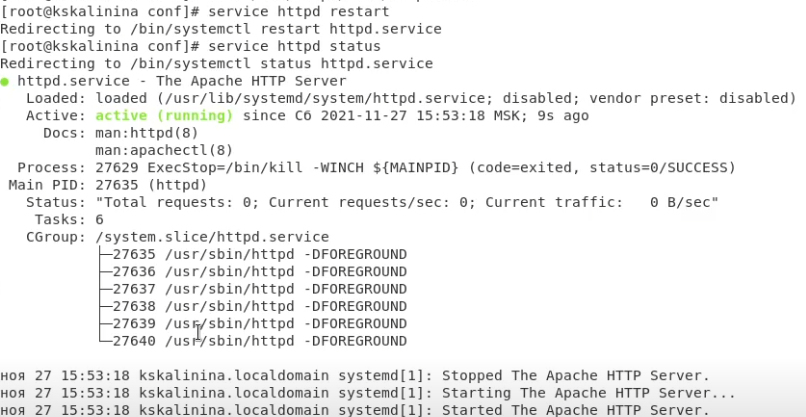 [root@kskalinina conf]# service httpd restart
Redirecting to /bin/systemctl restart httpd.service
[root@kskalinina conf]# service httpd status
Redirecting to /bin/systemctl status httpd.service
● httpd.service - The Apache HTTP Server
   Loaded: loaded (/usr/lib/systemd/system/httpd.service; disabled; vendor preset: disabled)
   Active: active (running) since Сб 2021-11-27 15:53:18 MSK; 9s ago
     Docs: man:httpd(8)
           man:apachectl(8)
  Process: 27629 ExecStop=/bin/kill -WINCH ${MAINPID} (code=exited, status=0/SUCCESS)
 Main PID: 27635 (httpd)
   Status: "Total requests: 0; Current requests/sec: 0; Current traffic:   0 B/sec"
    Tasks: 6
   CGroup: /system.slice/httpd.service
           ├─27635 /usr/sbin/httpd -DFOREGROUND
           ├─27636 /usr/sbin/httpd -DFOREGROUND
           ├─27637 /usr/sbin/httpd -DFOREGROUND
           ├─27638 /usr/sbin/httpd -DFOREGROUND
           ├─27639 /usr/sbin/httpd -DFOREGROUND
           └─27640 /usr/sbin/httpd -DFOREGROUND
ноя 27 15:53:18 kskalinina.localdomain systemd[1]: Stopped The Apache HTTP Server.
ноя 27 15:53:18 kskalinina.localdomain systemd[1]: Starting The Apache HTTP Server...
ноя 27 15:53:18 kskalinina.localdomain systemd[1]: Started The Apache HTTP Server.